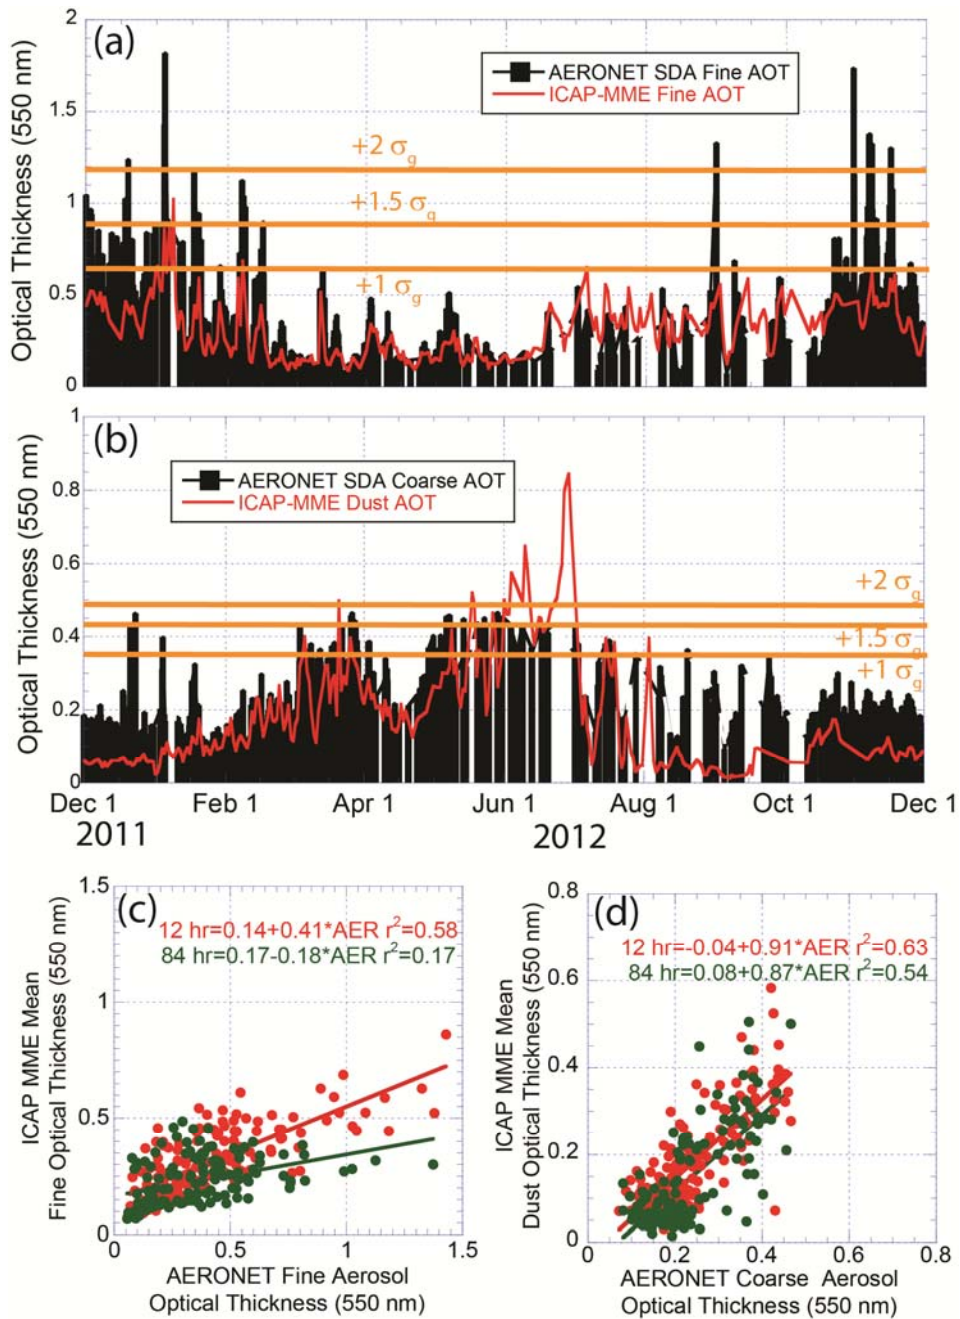 (a)
2
1.5
1
0.5
0
Optical Thickness (550 nm)
AERONET SDA Fine AOT
ICAP-MME Fine AOT
+2 σg
+1.5 σg
+1 σg
(b)
1
0.8
0.6
0.4
0.2
0
Optical Thickness (550 nm)
AERONET SDA Coarse AOT
ICAP-MME Dust AOT
+2 σg
+1.5 σg
+1 σg
Dec 1 Feb 1 Apr 1 Jun 1 Aug 1 Oct 1 Dec 1
2011 2012
(c)
1.5
1
0.5
0
ICAP MME Mean
Fine Optical Thickness (550 nm)
12 hr=0.14+0.41*AER r²=0.58
84 hr=0.17-0.18*AER r²=0.17
0 0.5 1 1.5
AERONET Fine Aerosol
Optical Thickness (550 nm)
(d)
0.8
0.6
0.4
0.2
0
ICAP MME Mean
Dust Optical Thickness (550 nm)
12 hr=-0.04+0.91*AER r²=0.63
84 hr=0.08+0.87*AER r²=0.54
0 0.2 0.4 0.6 0.8
AERONET Coarse Aerosol
Optical Thickness (550 nm)